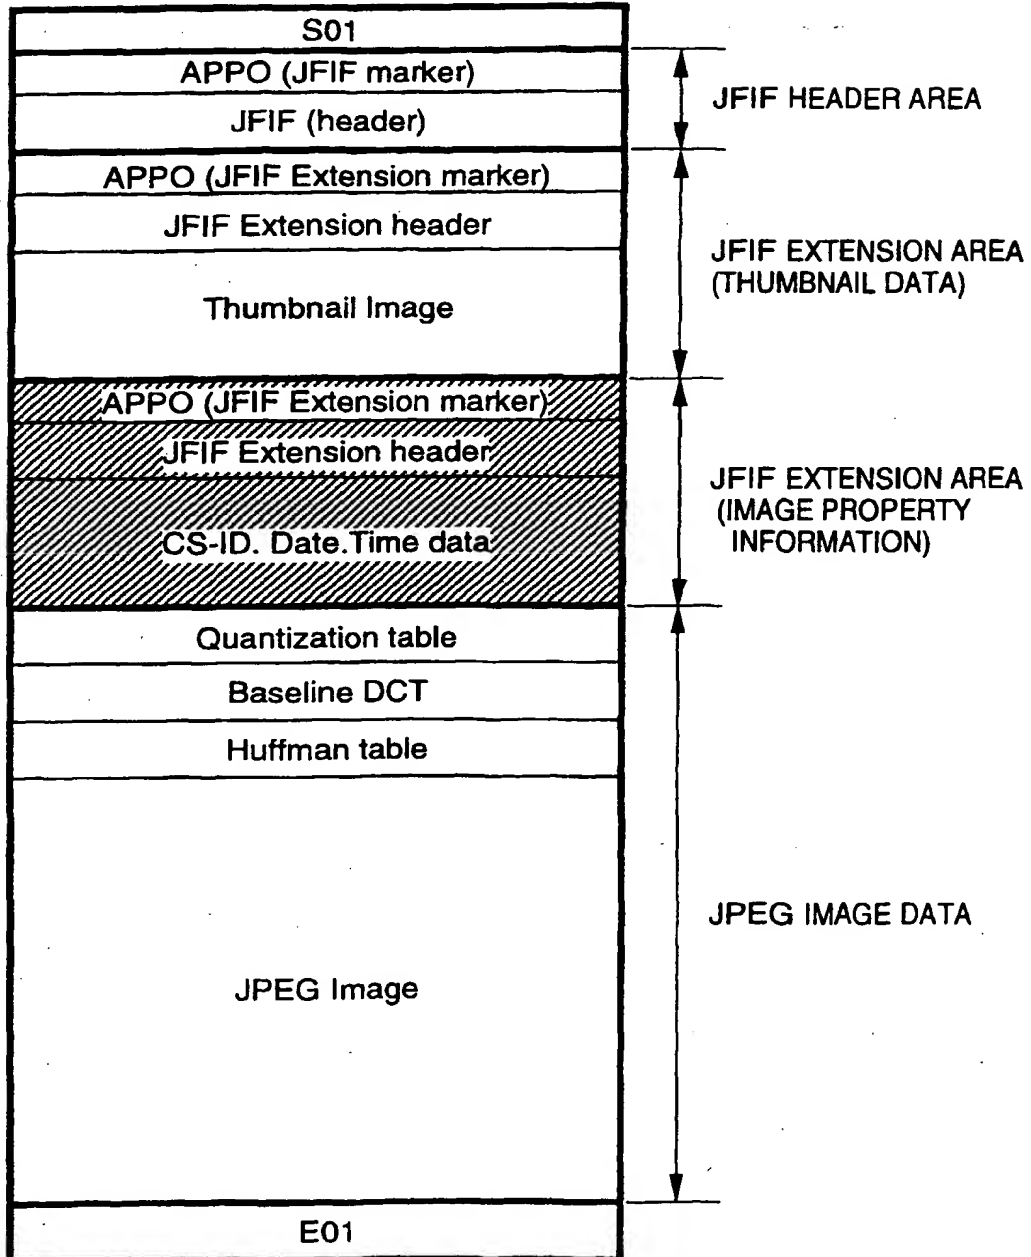 S01
APPO (JFIF marker)
JFIF (header)
JFIF HEADER AREA
APPO (JFIF Extension marker)
JFIF Extension header
Thumbnail Image
JFIF EXTENSION AREA
(THUMBNAIL DATA)
APPO (JFIF Extension marker)
JFIF Extension header
CS-ID. Date.Time data
JFIF EXTENSION AREA
(IMAGE PROPERTY
INFORMATION)
Quantization table
Baseline DCT
Huffman table
JPEG Image
JPEG IMAGE DATA
E01